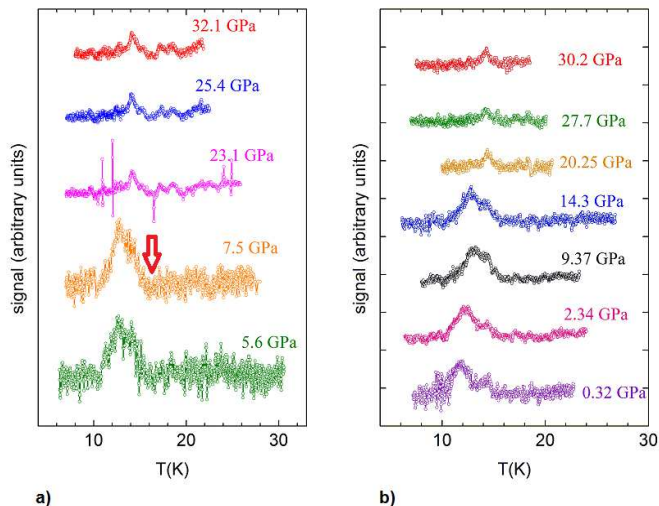 signal (arbitrary units)
32.1 GPa
25.4 GPa
23.1 GPa
7.5 GPa
5.6 GPa
10 20 30
T(K)
a)
signal (arbitrary units)
30.2 GPa
27.7 GPa
20.25 GPa
14.3 GPa
9.37 GPa
2.34 GPa
0.32 GPa
10 20 30
T(K)
b)